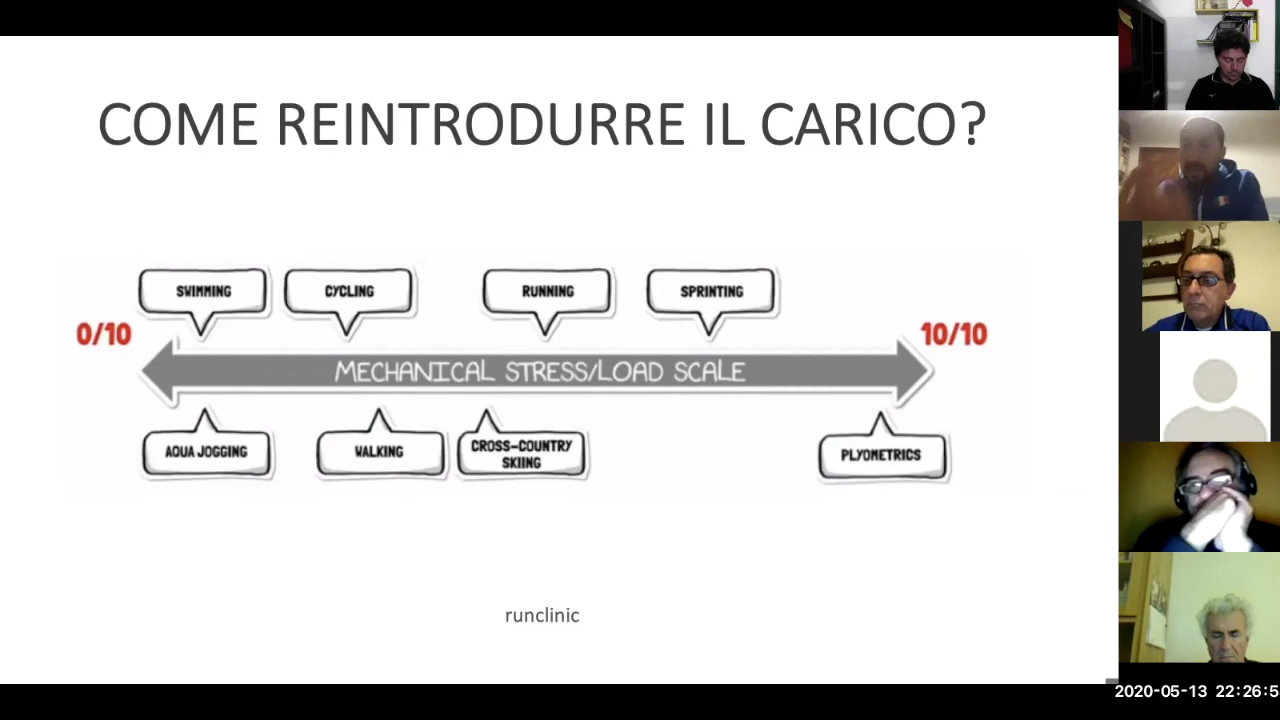 COME REINTRODURRE IL CARICO?
SWIMMING
CYCLING
RUNNING
SPRINTING
0/10
10/10
MECHANICAL STRESS/LOAD SCALE
AQUA JOGGING
WALKING
CROSS-COUNTRY
SKIING
PLYOMETRICS
runclinic
2020-05-13 22:26:5